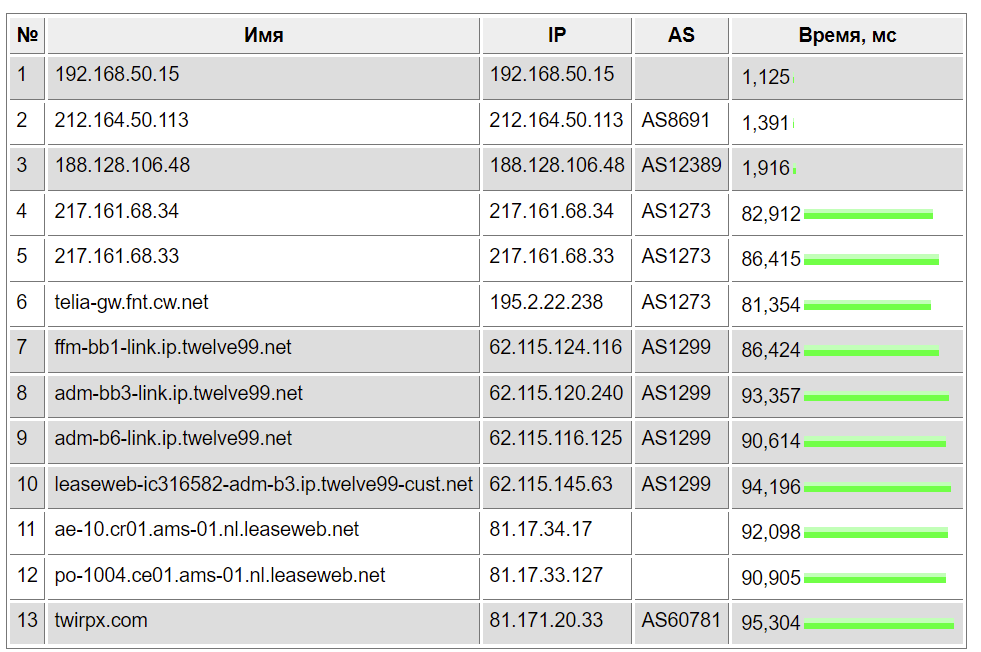 № Имя IP AS Время, мс
1 192.168.50.15 192.168.50.15 1,125
2 212.164.50.113 212.164.50.113 AS8691 1,391
3 188.128.106.48 188.128.106.48 AS12389 1,916
4 217.161.68.34 217.161.68.34 AS1273 82,912
5 217.161.68.33 217.161.68.33 AS1273 86,415
6 telia-gw.fnt.cw.net 195.2.22.238 AS1273 81,354
7 ffm-bb1-link.ip.twelve99.net 62.115.124.116 AS1299 86,424
8 adm-bb3-link.ip.twelve99.net 62.115.120.240 AS1299 93,357
9 adm-b6-link.ip.twelve99.net 62.115.116.125 AS1299 90,614
10 leaseweb-ic316582-adm-b3.ip.twelve99-cust.net 62.115.145.63 AS1299 94,196
11 ae-10.cr01.ams-01.nl.leaseweb.net 81.17.34.17 92,098
12 po-1004.ce01.ams-01.nl.leaseweb.net 81.17.33.127 90,905
13 twirpx.com 81.171.20.33 AS60781 95,304